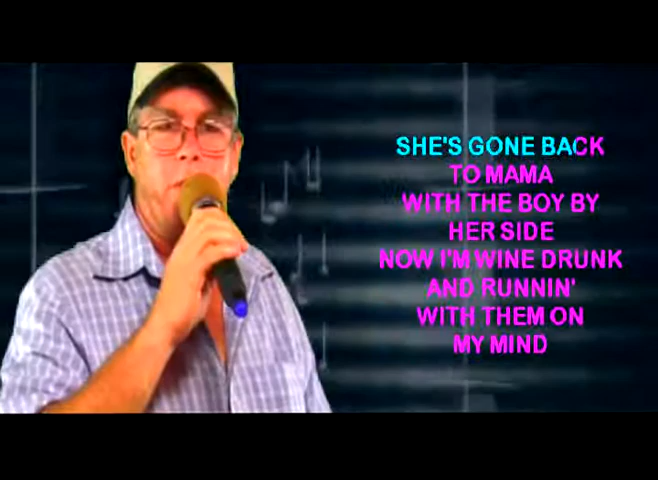 SHE'S GONE BACK
TO MAMA
WITH THE BOY BY
HER SIDE
NOW I'M WINE DRUNK
AND RUNNIN'
WITH THEM ON
MY MIND